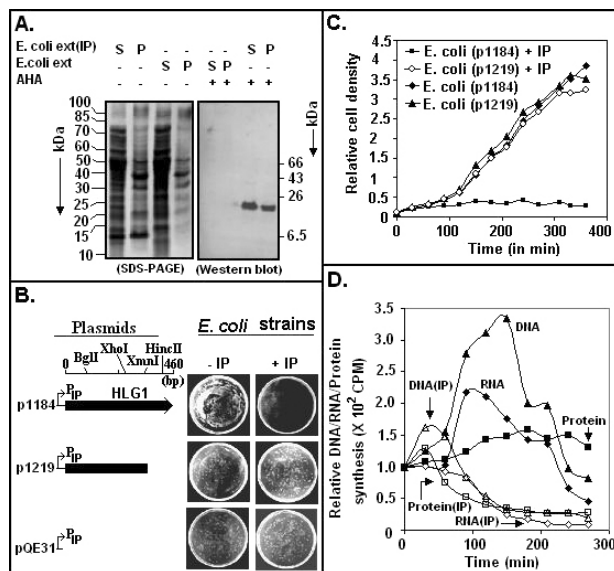 A.
E. coli ext(IP) S P - - - - S P
E.coli ext - - S P S P - -
AHA - - - - + + + +
kDa
100
85
70
60
50
40
30
25
20
15
10
kDa
66
43
26
6.5
(SDS-PAGE) (Western blot)
B.
Plasmids
XhoI HincII
BglI XmnI
0 460
(bp)
HLG1
p1184 PIP
p1219 PIP
pQE31 PIP
E. coli strains
- IP + IP
C.
Relative cell density
4.5
4
3.5
3
2.5
2
1.5
1
0.5
0
E. coli (p1184) + IP
E. coli (p1219) + IP
E. coli (p1184)
E. coli (p1219)
0 100 200 300 400
Time (in min)
D.
Relative DNA/RNA/Protein
synthesis (X 10² CPM)
3.5
3.0
2.5
2.0
1.5
1.0
0.5
0
DNA
DNA(IP)
RNA
Protein
Protein(IP)
RNA(IP)
0 100 200 300
Time (min)